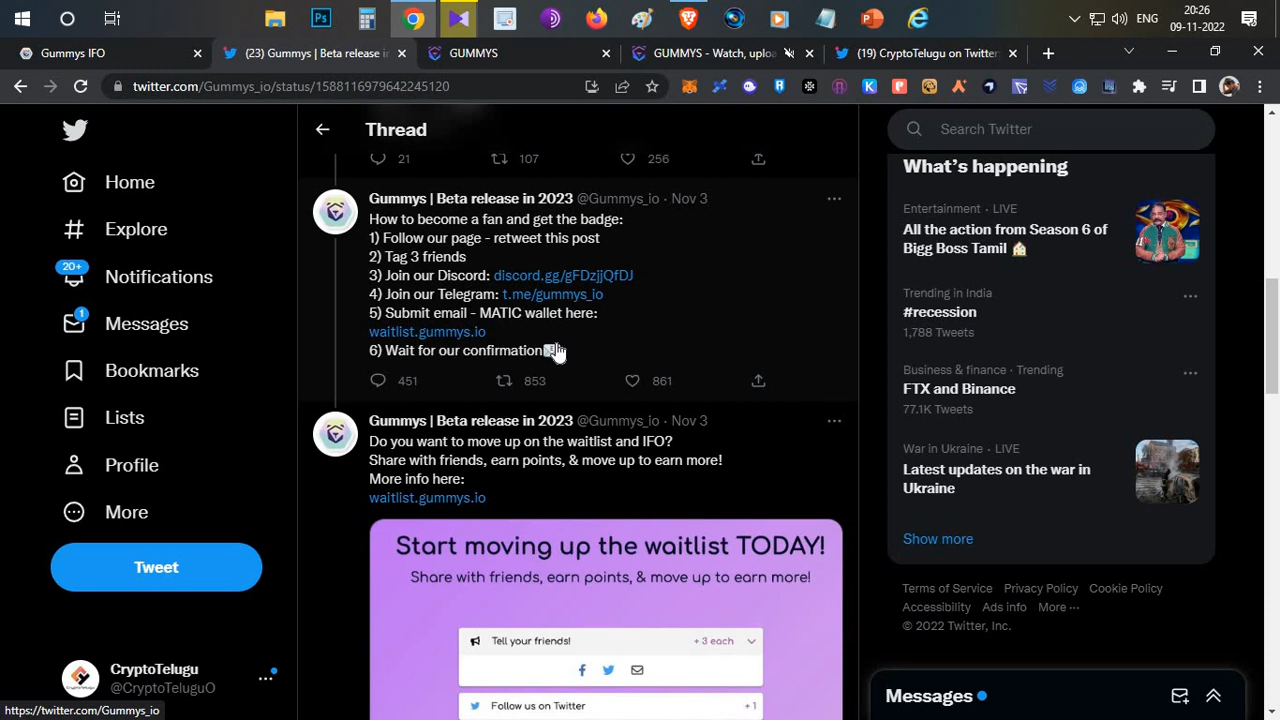 ENG
20:26
09-11-2022
Gummys IFO
(23) Gummys | Beta release in
GUMMYS
GUMMYS - Watch, uploa
(19) CryptoTelugu on Twitter
twitter.com/Gummys_io/status/1588116979642245120
Home
Explore
20+
Notifications
1
Messages
Bookmarks
Lists
Profile
More
Tweet
CryptoTelugu
@CryptoTeluguO
https://twitter.com/Gummys_io
Thread
21 107 256
Gummys | Beta release in 2023 @Gummys_io · Nov 3
How to become a fan and get the badge:
1) Follow our page - retweet this post
2) Tag 3 friends
3) Join our Discord: discord.gg/gFDzjjQfDJ
4) Join our Telegram: t.me/gummys_io
5) Submit email - MATIC wallet here:
waitlist.gummys.io
6) Wait for our confirmation
451 853 861
Gummys | Beta release in 2023 @Gummys_io · Nov 3
Do you want to move up on the waitlist and IFO?
Share with friends, earn points, & move up to earn more!
More info here:
waitlist.gummys.io
Start moving up the waitlist TODAY!
Share with friends, earn points, & move up to earn more!
Tell your friends! + 3 each
Follow us on Twitter + 1
Search Twitter
What's happening
Entertainment · LIVE
All the action from Season 6 of
Bigg Boss Tamil
Trending in India
#recession
1,788 Tweets
Business & finance · Trending
FTX and Binance
77.1K Tweets
War in Ukraine · LIVE
Latest updates on the war in
Ukraine
Show more
Terms of Service Privacy Policy Cookie Policy
Accessibility Ads info More ···
© 2022 Twitter, Inc.
Messages